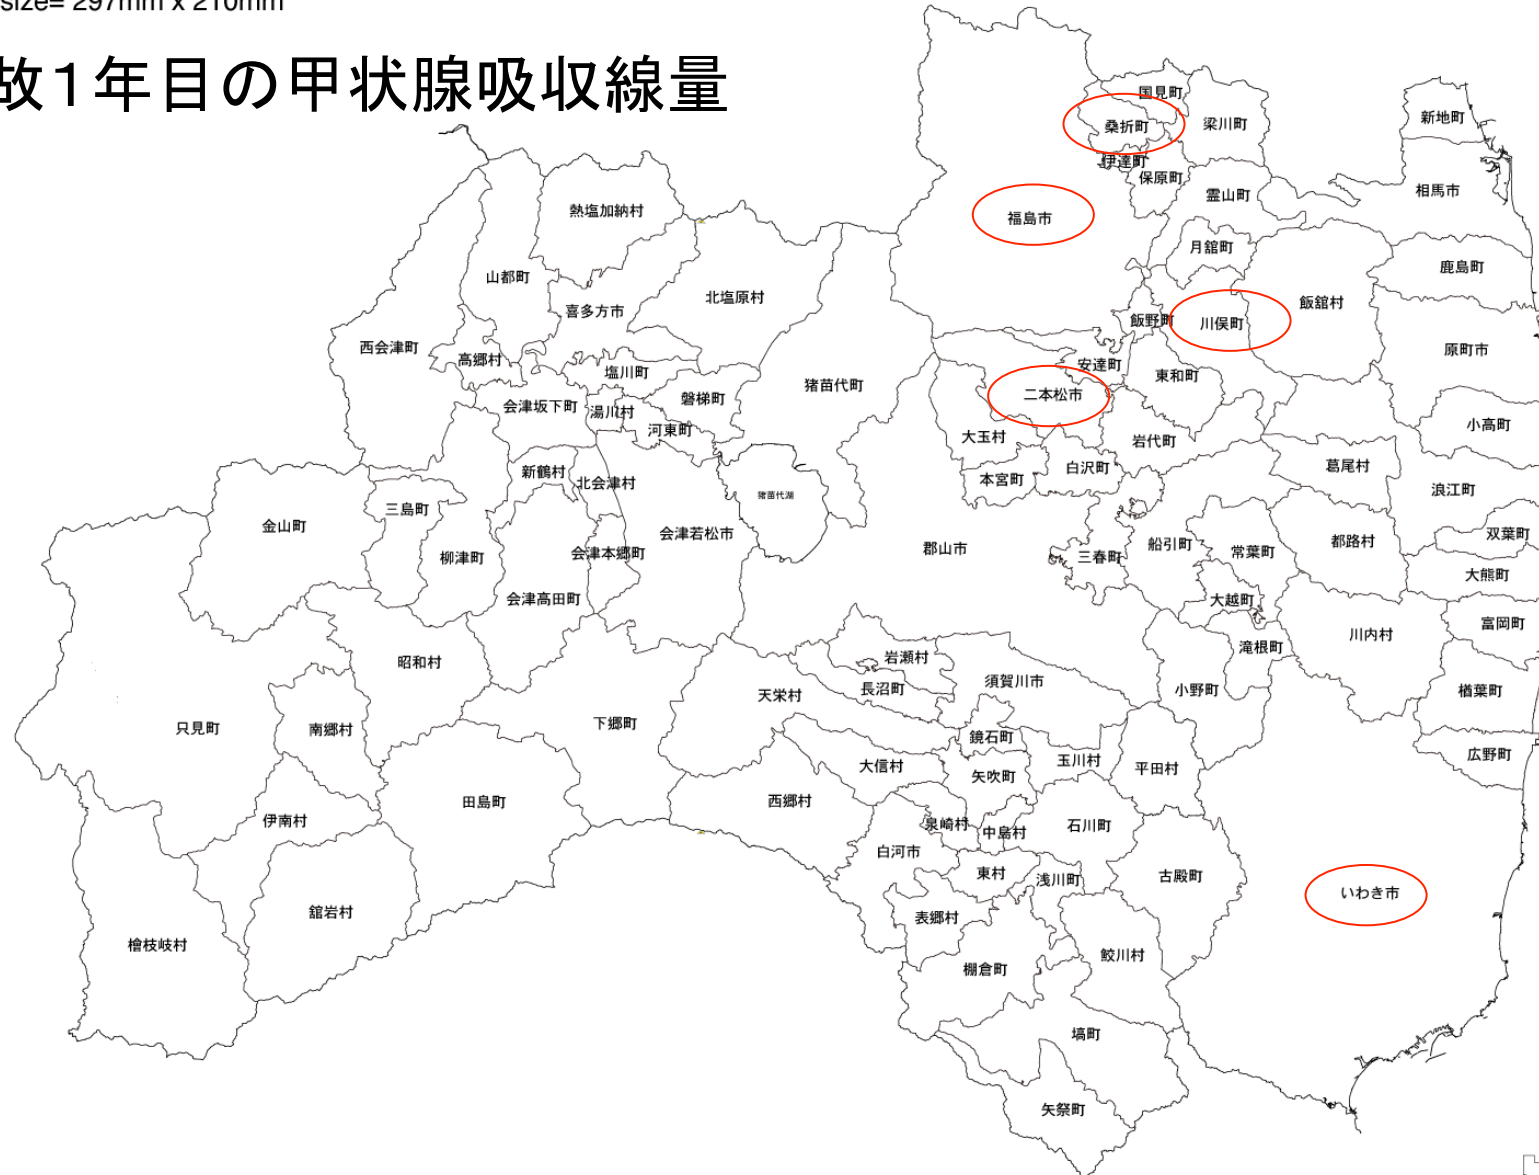 size= 297mm x 210mm
故1年目の甲状腺吸収線量
国見町
桑折町
梁川町
新地町
伊達町
保原町
霊山町
相馬市
熱塩加納村
福島市
月舘町
山都町
鹿島町
北塩原村
飯舘村
喜多方市
飯野町
川俣町
西会津町
高郷村
原町市
塩川町
安達町
東和町
猪苗代町
二本松市
磐梯町
会津坂下町
湯川村
河東町
小高町
大玉村
岩代町
白沢町
葛尾村
新鶴村
北会津村
本宮町
浪江町
猪苗代湖
三島町
金山町
会津若松市
双葉町
都路村
船引町
常葉町
郡山市
会津本郷町
柳津町
三春町
大熊町
会津高田町
大越町
富岡町
川内村
滝根町
岩瀬村
昭和村
須賀川市
長沼町
小野町
楢葉町
天栄村
下郷町
只見町
南郷村
鏡石町
広野町
玉川村
大信村
平田村
矢吹町
西郷村
田島町
伊南村
泉崎村
石川町
中島村
白河市
東村
浅川町
古殿町
いわき市
舘岩村
表郷村
檜枝岐村
鮫川村
棚倉町
塙町
矢祭町